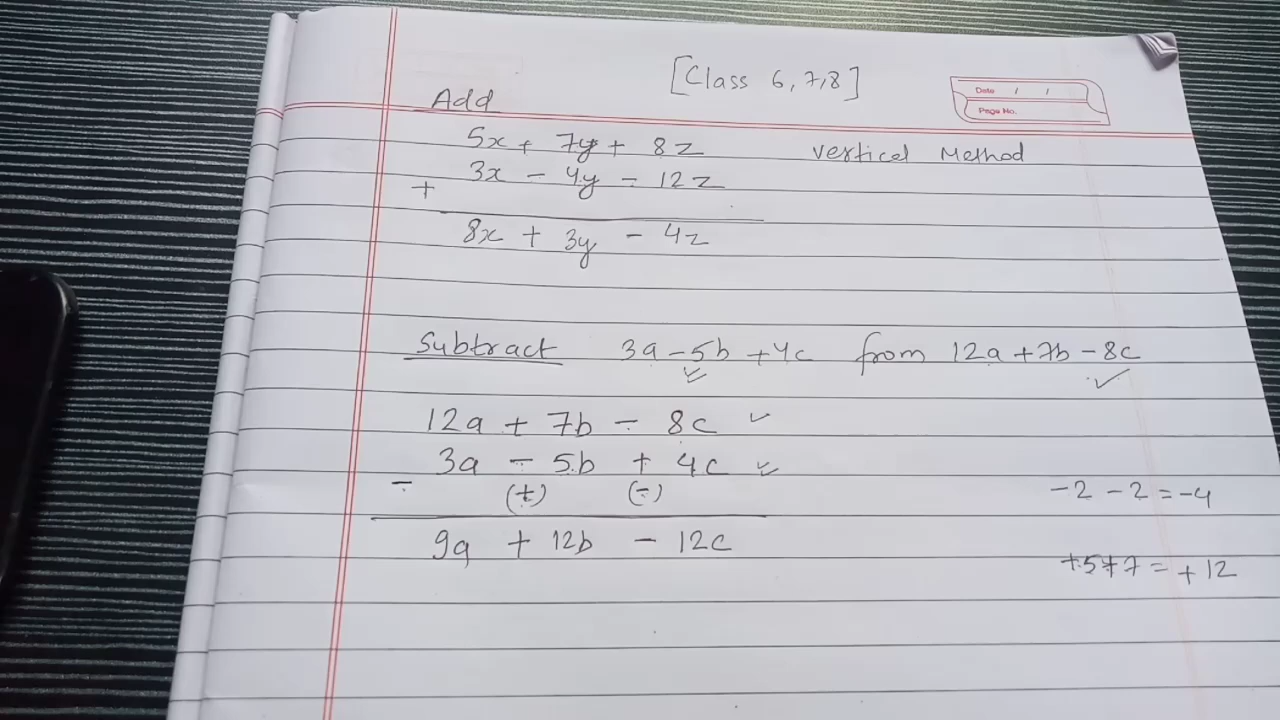 [Class 6,7,8]
Date / /
Page No.
Add
5x + 7y + 8z
vertical Method
3x - 4y - 12z
+
8x + 3y - 4z
Subtract 3a - 5b + 4 from 12a + 7b - 8c
12a + 7b - 8c ✓
3a - 5b + 4c ✓
- (+) (-)
-2 -2 = -4
9a + 12b - 12c
+5+7 = +12